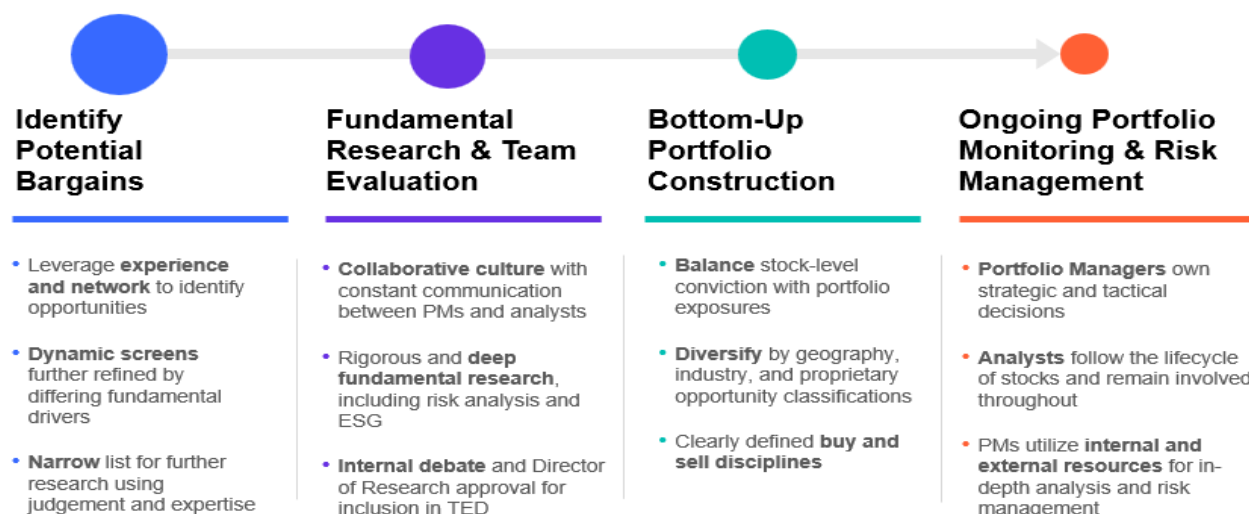 Identify
Potential
Bargains
Leverage experience
and network to identify
opportunities
Dynamic screens
further refined by
differing fundamental
drivers
Narrow list for further
research using
judgement and expertise
Fundamental
Research & Team
Evaluation
Collaborative culture with
constant communication
between PMs and analysts
Rigorous and deep
fundamental research,
including risk analysis and
ESG
Internal debate and Director
of Research approval for
inclusion in TED
Bottom-Up
Portfolio
Construction
Balance stock-level
conviction with portfolio
exposures
Diversify by geography,
industry, and proprietary
opportunity classifications
Clearly defined buy and
sell disciplines
Ongoing Portfolio
Monitoring & Risk
Management
Portfolio Managers own
strategic and tactical
decisions
Analysts follow the lifecycle
of stocks and remain involved
throughout
PMs utilize internal and
external resources for in-
depth analysis and risk
management